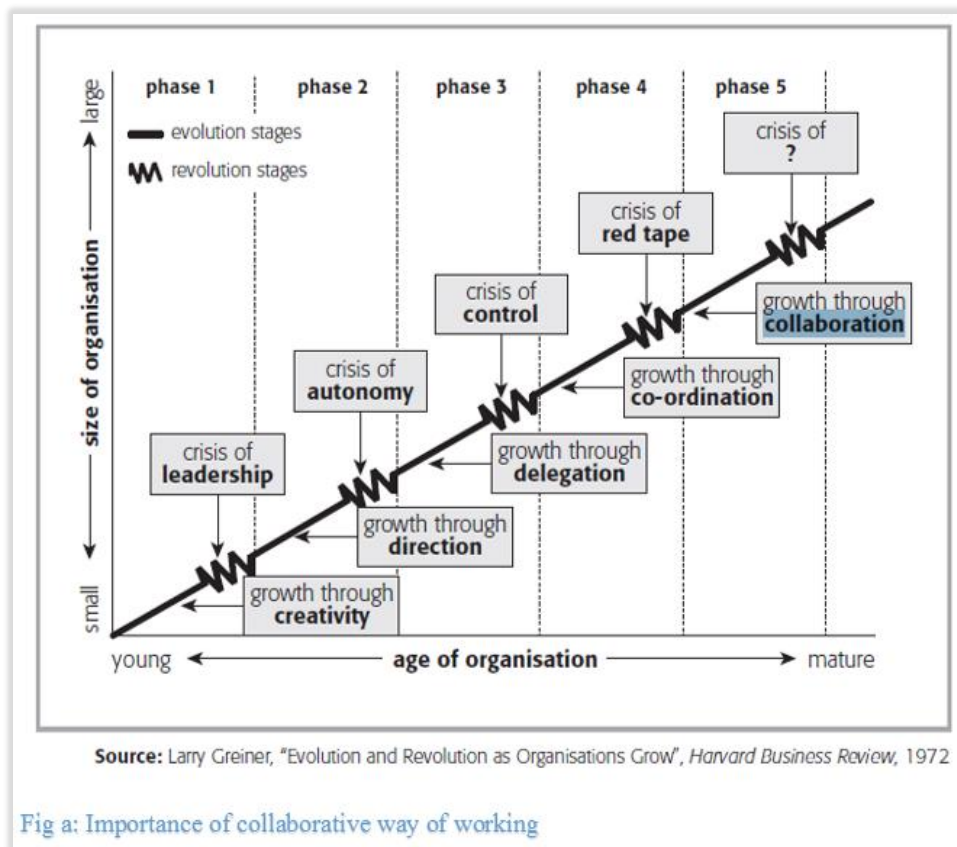 phase 1
phase 2
phase 3
phase 4
phase 5
evolution stages
revolution stages
large
size of organisation
small
crisis of
?
crisis of
red tape
crisis of
control
crisis of
autonomy
crisis of
leadership
growth through
collaboration
growth through
co-ordination
growth through
delegation
growth through
direction
growth through
creativity
young
age of organisation
mature
Source: Larry Greiner, "Evolution and Revolution as Organisations Grow", Harvard Business Review, 1972
Fig a: Importance of collaborative way of working